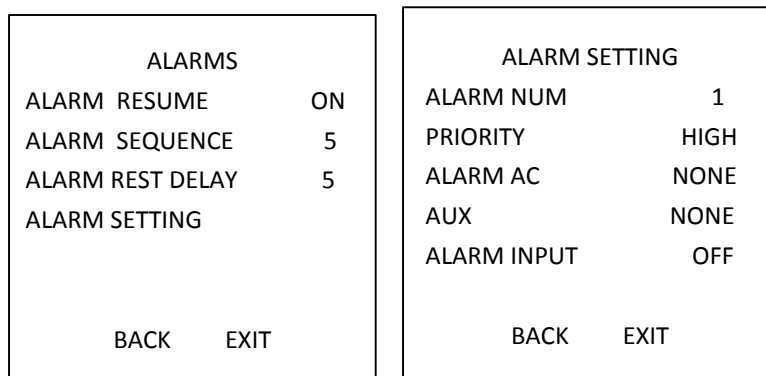 ALARMS
ALARM RESUME ON
ALARM SEQUENCE 5
ALARM REST DELAY 5
ALARM SETTING
BACK EXIT
ALARM SETTING
ALARM NUM 1
PRIORITY HIGH
ALARM AC NONE
AUX NONE
ALARM INPUT OFF
BACK EXIT